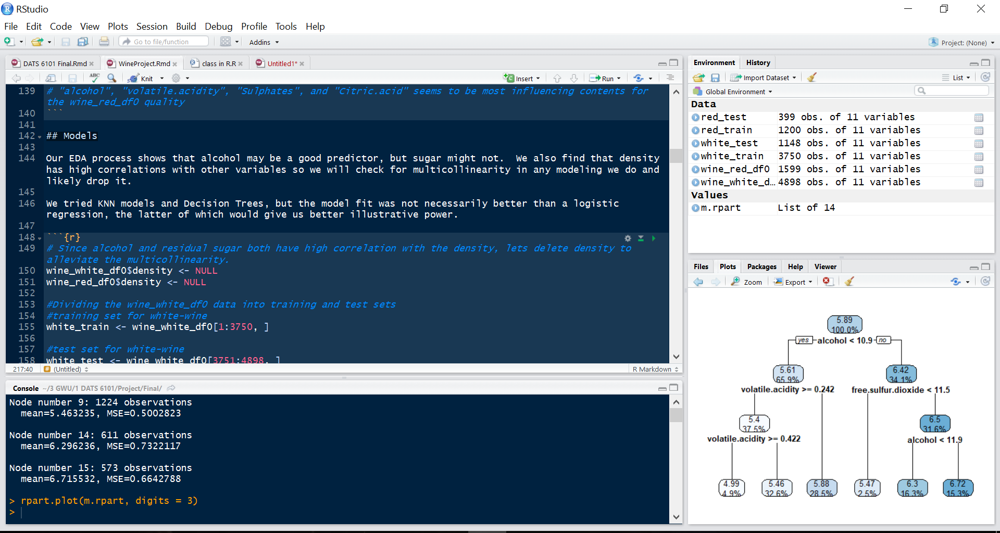 RStudio
File Edit Code View Plots Session Build Debug Profile Tools Help
Go to file/function Addins Project: (None)
DATS 6101 Final.Rmd WineProject.Rmd class in R.R Untitled1*
ABC Knit Insert Run
139 # "alcohol", "volatile.acidity", "Sulphates", and "Citric.acid" seems to be most influencing contents for
the wine_red_df0 quality
140 ```
141
142 ## Models
143
144 Our EDA process shows that alcohol may be a good predictor, but sugar might not.  We also find that density
has high correlations with other variables so we will check for multicollinearity in any modeling we do and
likely drop it.
145
146 We tried KNN models and Decision Trees, but the model fit was not necessarily better than a logistic
regression, the latter of which would give us better illustrative power.
147
148 ```{r}
149 # Since alcohol and residual sugar both have high correlation with the density, lets delete density to
alleviate the multicollinearity.
150 wine_white_df0$density <- NULL
151 wine_red_df0$density <- NULL
152
153 #Dividing the wine_white_df0 data into training and test sets
154 #training set for white-wine
155 white_train <- wine_white_df0[1:3750, ]
156
157 #test set for white-wine
158 white_test <- wine_white_df0[3751:4898, ]
217:40 # (Untitled) R Markdown
Console ~/3 GWU/1 DATS 6101/Project/Final/
Node number 9: 1224 observations
mean=5.463235, MSE=0.5002823
Node number 14: 611 observations
mean=6.296236, MSE=0.7322117
Node number 15: 573 observations
mean=6.715532, MSE=0.6642788
> rpart.plot(m.rpart, digits = 3)
>
Environment History
Import Dataset List
Global Environment
Data
red_test 399 obs. of 11 variables
red_train 1200 obs. of 11 variables
white_test 1148 obs. of 11 variables
white_train 3750 obs. of 11 variables
wine_red_df0 1599 obs. of 11 variables
wine_white_d… 4898 obs. of 11 variables
Values
m.rpart List of 14
Files Plots Packages Help Viewer
Zoom Export
5.89
100.0%
yes alcohol < 10.9 no
5.61 6.42
65.9% 34.1%
volatile.acidity >= 0.242 free.sulfur.dioxide < 11.5
5.4 6.5
37.5% 31.6%
volatile.acidity >= 0.422 alcohol < 11.9
4.99 5.46 5.88 5.47 6.3 6.72
4.9% 32.6% 28.5% 2.5% 16.3% 15.3%